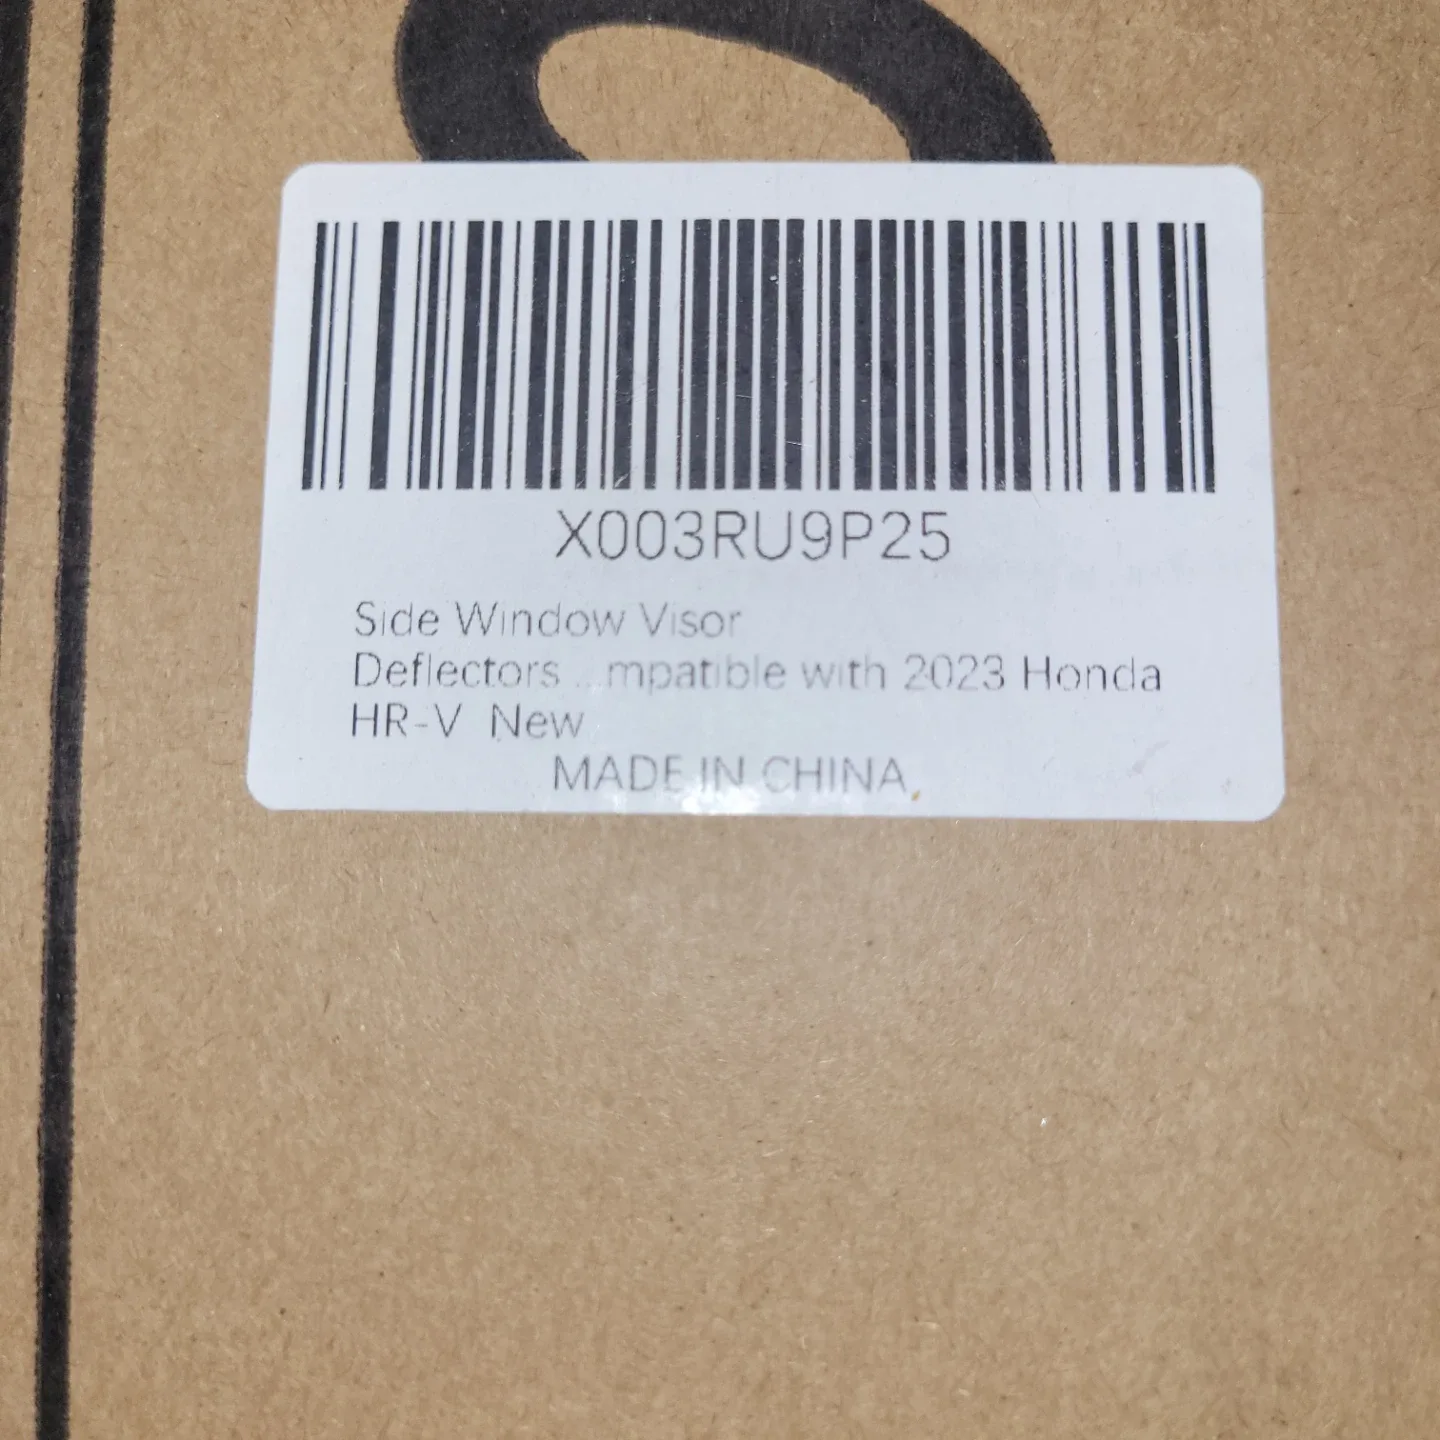 X003RU9P25
Side Window Visor
Deflectors ...mpatible with 2023 Honda
HR-V New
MADE IN CHINA